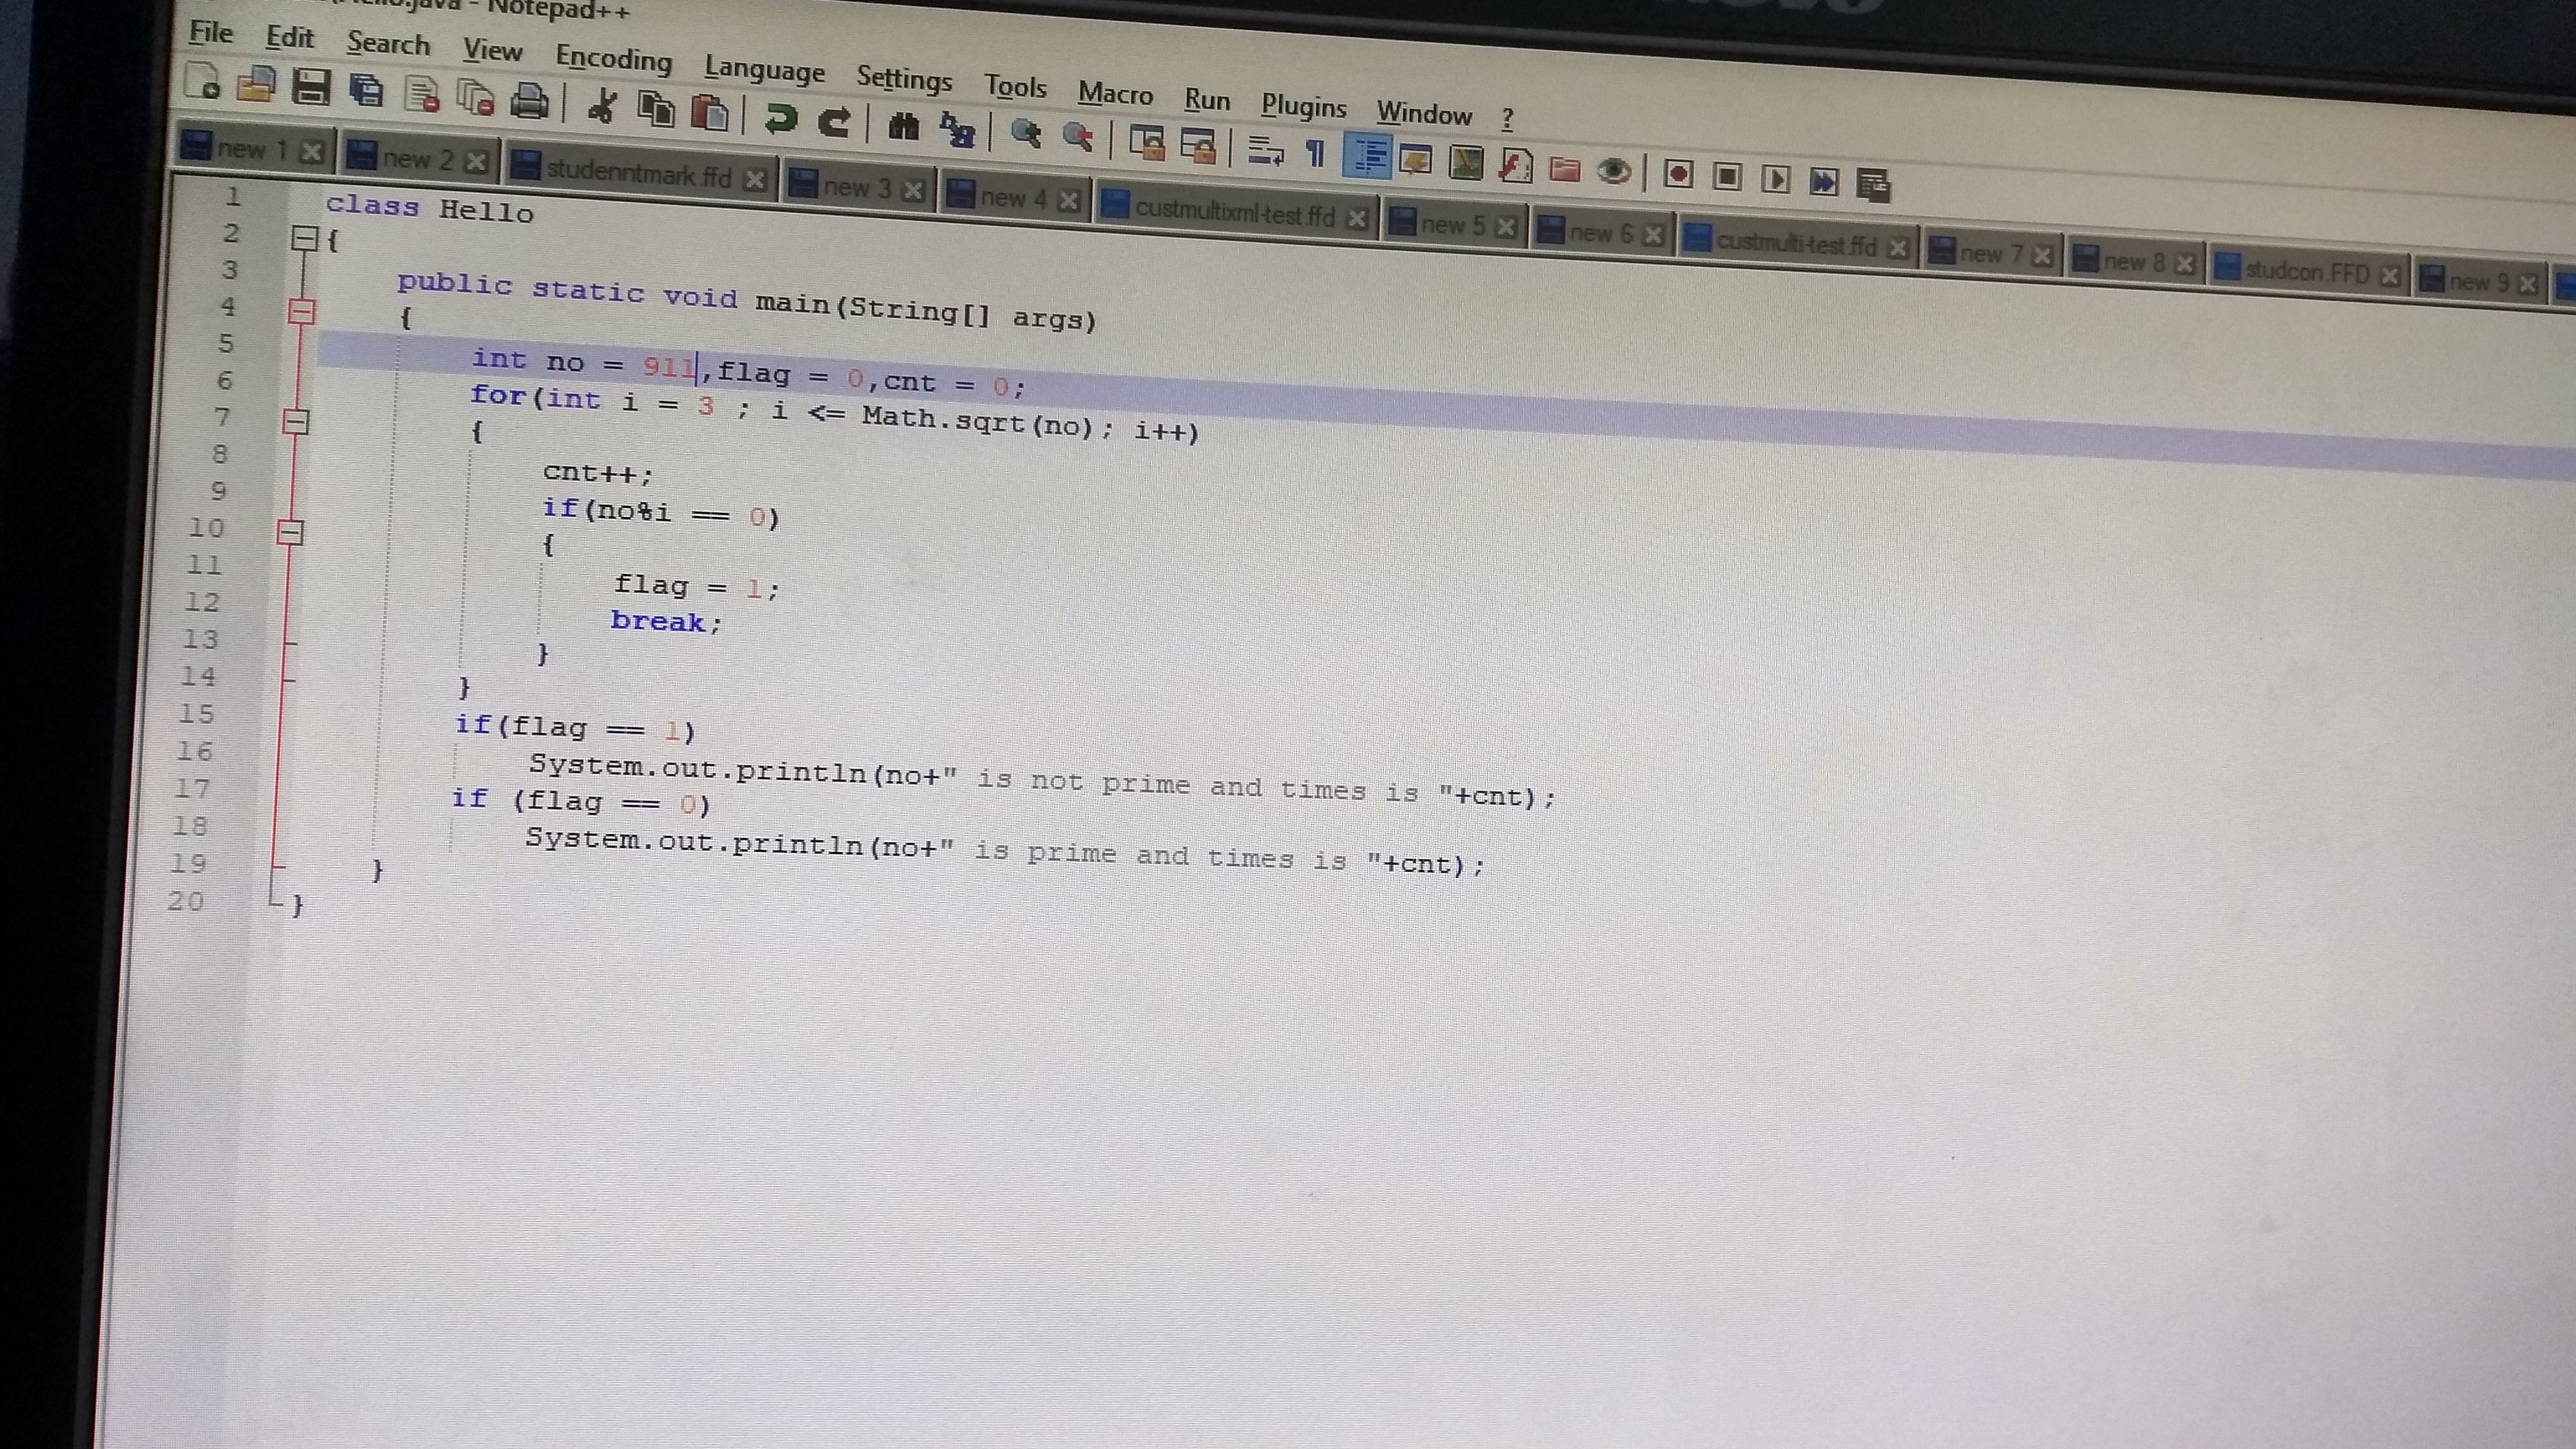 - Notepad++
File Edit Search View Encoding Language Settings Tools Macro Run Plugins Window ?
new 1 new 2 studenntmark.ffd new 3 new 4 custmultixml-test.ffd new 5 new 6 custmulti-test.ffd new 7 new 8 studcon.FFD new 9
1 class Hello
2 {
3 public static void main(String[] args)
4 {
5 int no = 911,flag = 0,cnt = 0;
6 for(int i = 3 ; i <= Math.sqrt(no); i++)
7 {
8 cnt++;
9 if(no%i == 0)
10 {
11 flag = 1;
12 break;
13 }
14 }
15 if(flag == 1)
16 System.out.println(no+" is not prime and times is "+cnt);
17 if (flag == 0)
18 System.out.println(no+" is prime and times is "+cnt);
19 }
20 }